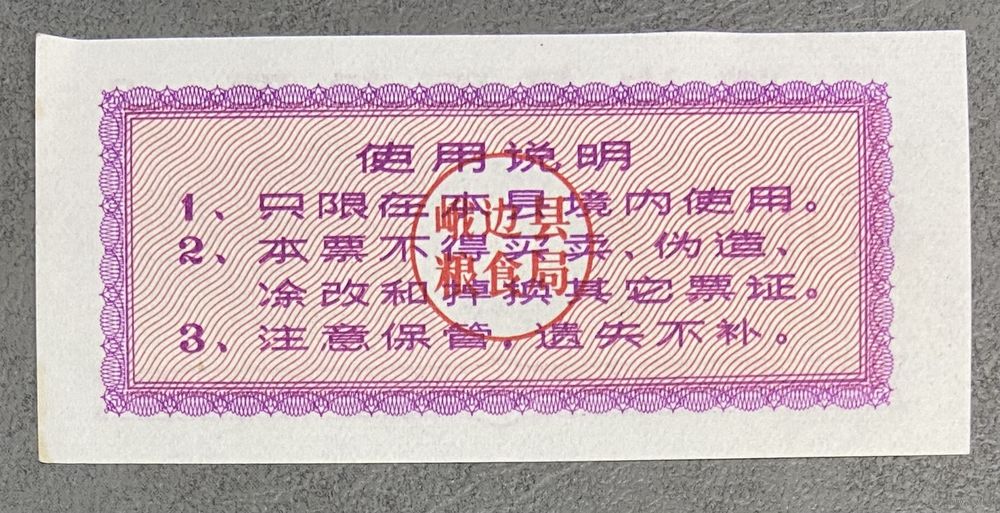 使用说明
1、只限在本县境内使用。
2、本票不得买卖、伪造、
涂改和掉换其它票证。
3、注意保管，遗失不补。
峨边县
粮食局